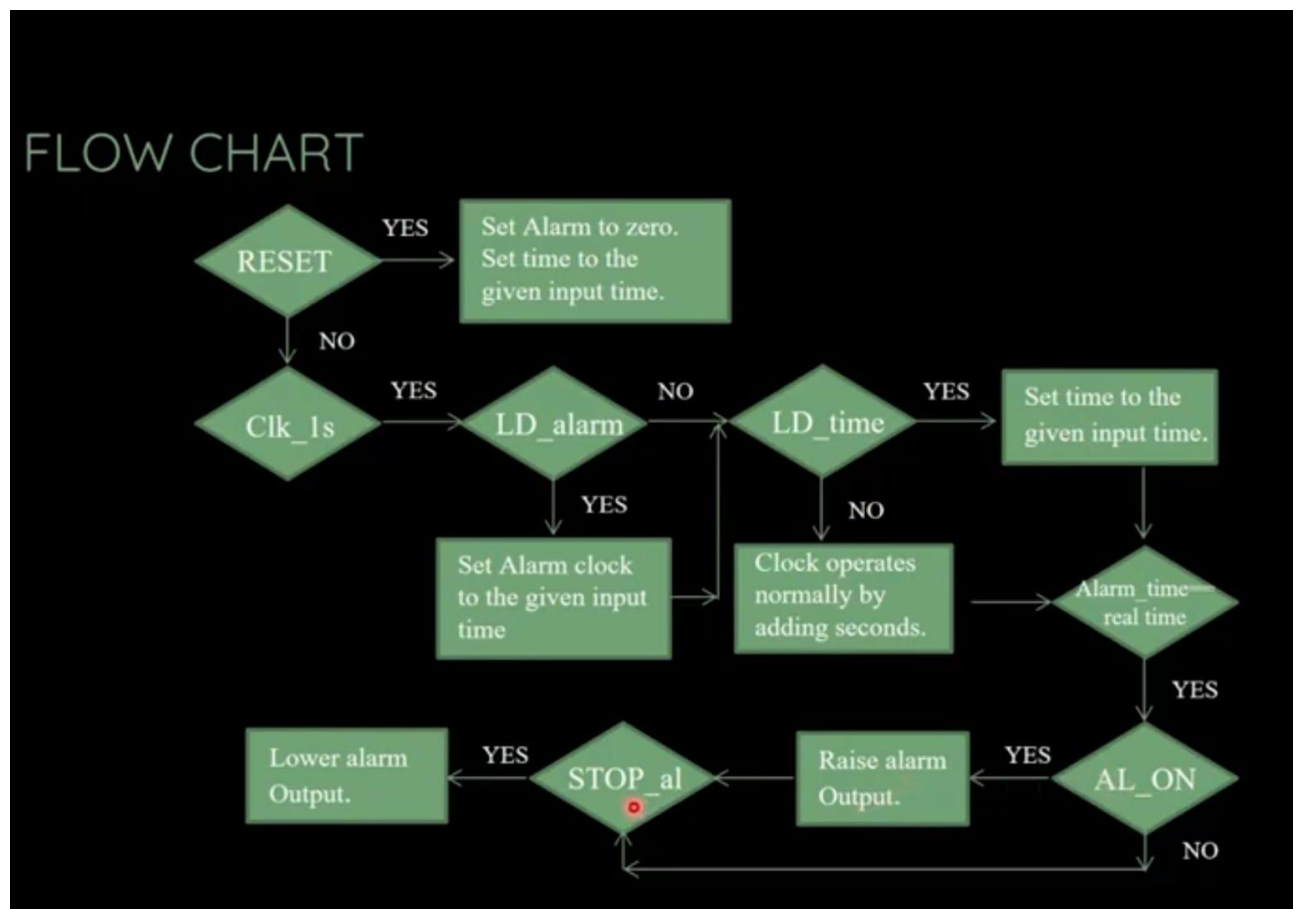 FLOW CHART
RESET
YES
Set Alarm to zero.
Set time to the
given input time.
NO
Clk_1s
YES
LD_alarm
NO
LD_time
YES
Set time to the
given input time.
YES
NO
Set Alarm clock
to the given input
time
Clock operates
normally by
adding seconds.
Alarm_time==
real time
YES
Lower alarm
Output.
YES
STOP_al
Raise alarm
Output.
YES
AL_ON
NO